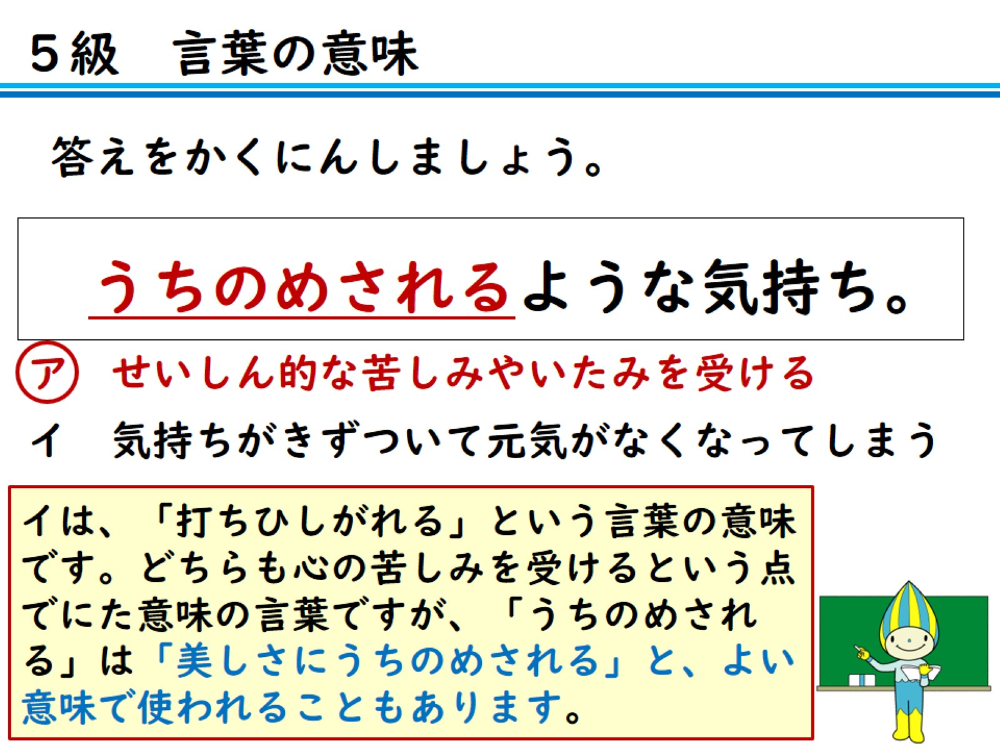 ５級　言葉の意味
答えをかくにんしましょう。
うちのめされるような気持ち。
ア　せいしん的な苦しみやいたみを受ける
イ　気持ちがきずついて元気がなくなってしまう
イは、「打ちひしがれる」という言葉の意味
です。どちらも心の苦しみを受けるという点
でにた意味の言葉ですが、「うちのめされ
る」は「美しさにうちのめされる」と、よい
意味で使われることもあります。